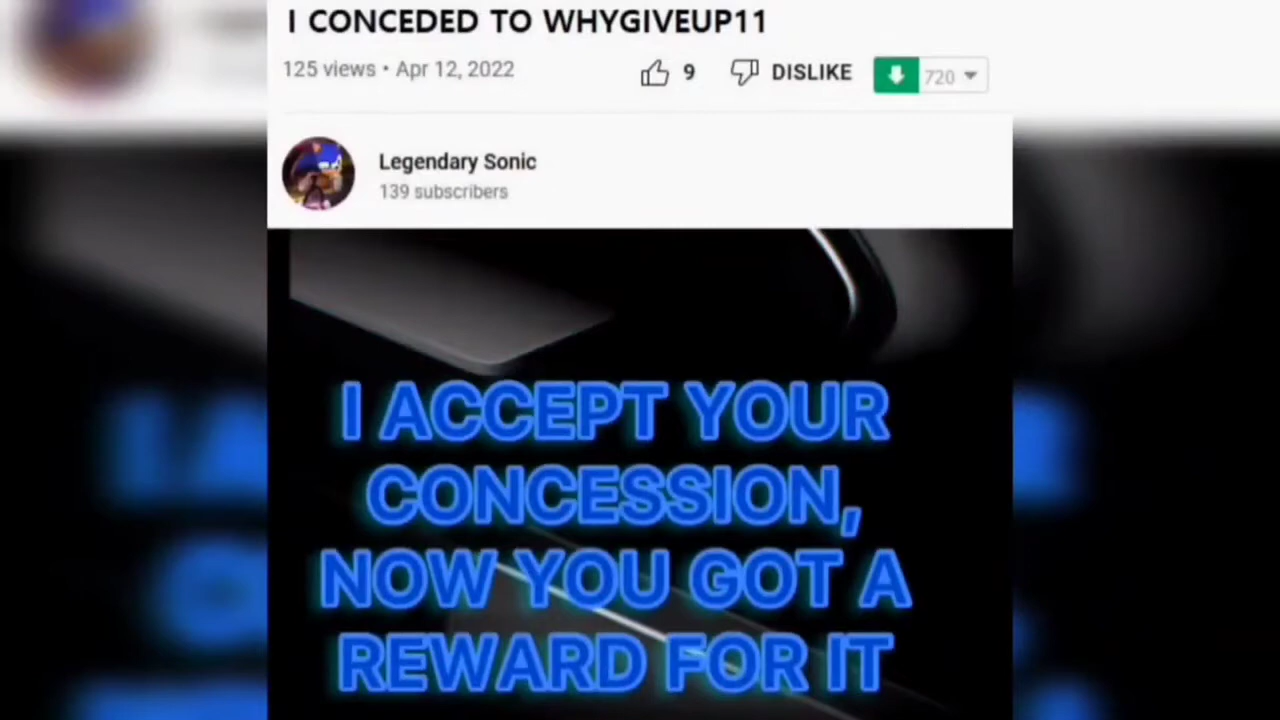 I CONCEDED TO WHYGIVEUP11
125 views • Apr 12, 2022 9 DISLIKE 720
Legendary Sonic
139 subscribers
I ACCEPT YOUR
CONCESSION,
NOW YOU GOT A
REWARD FOR IT